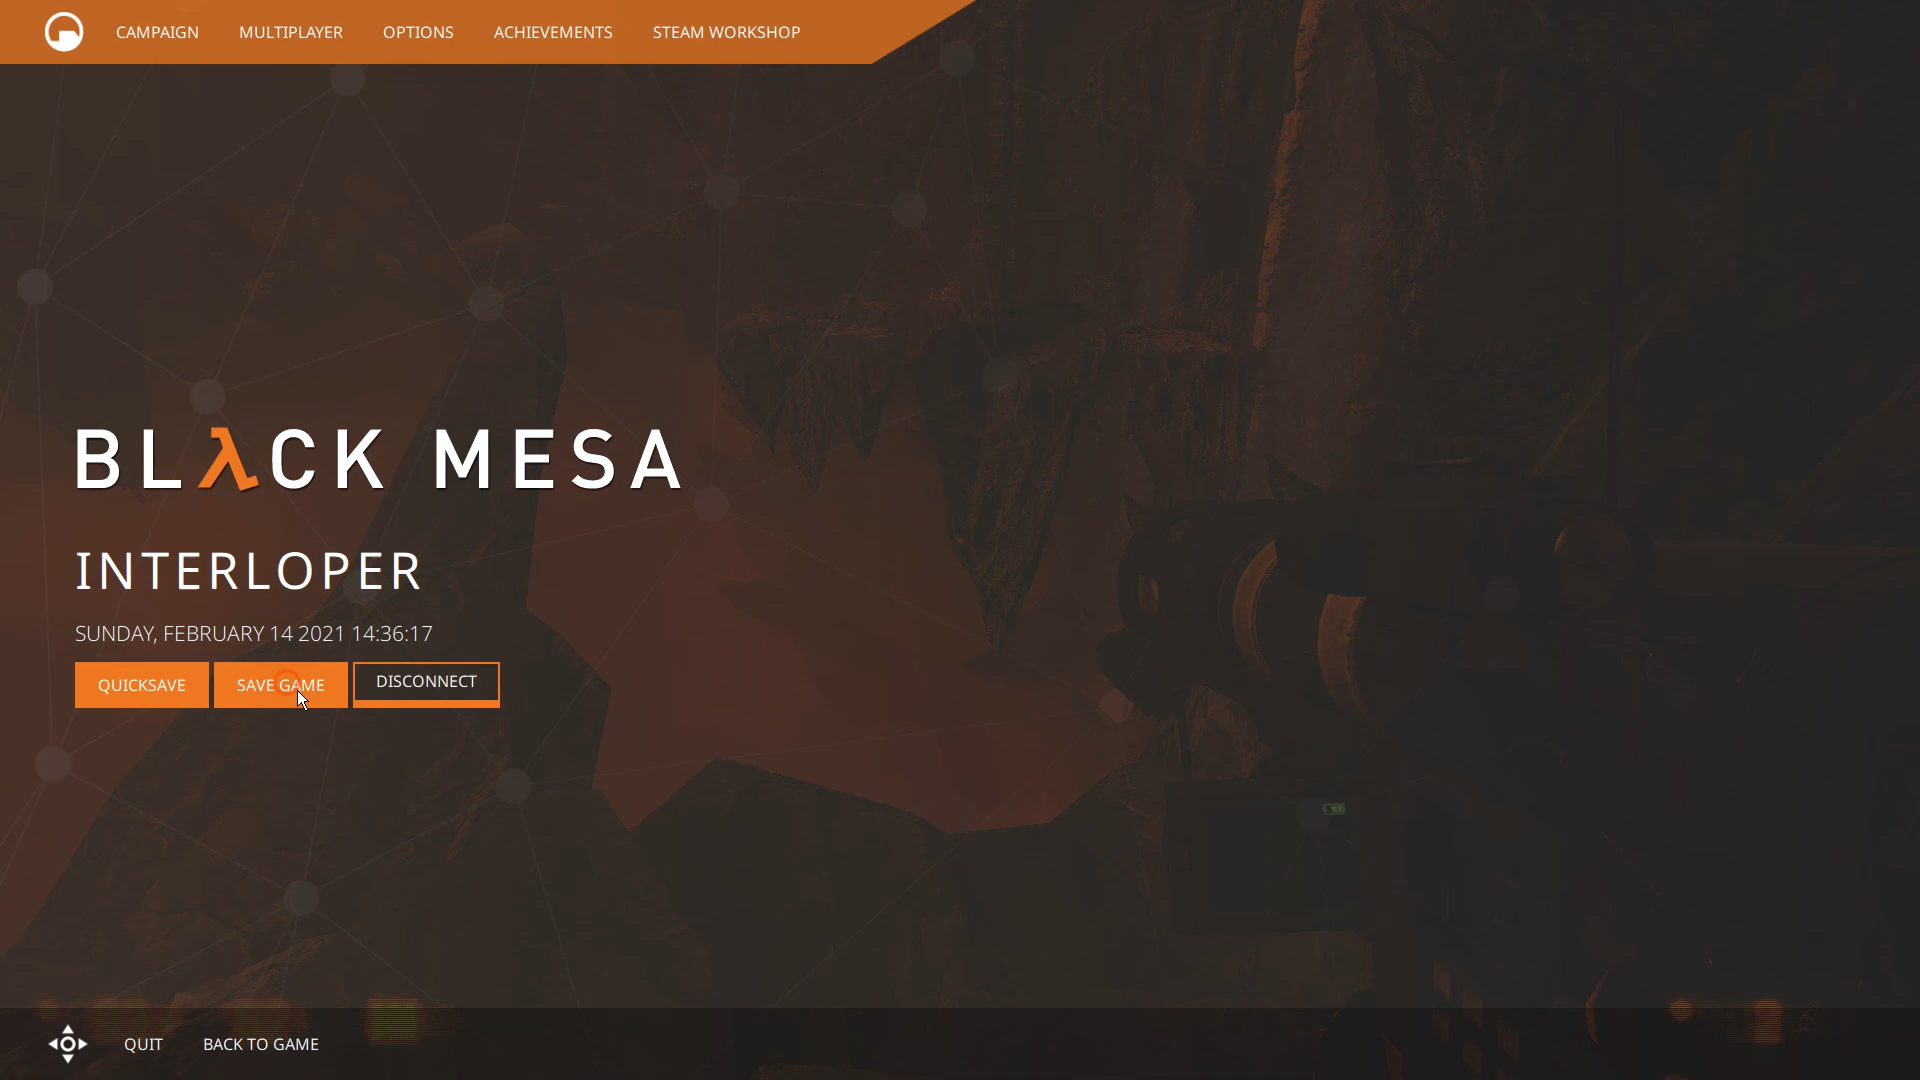 CAMPAIGN MULTIPLAYER OPTIONS ACHIEVEMENTS STEAM WORKSHOP
BLλCK MESA
INTERLOPER
SUNDAY, FEBRUARY 14 2021 14:36:17
QUICKSAVE SAVE GAME DISCONNECT
QUIT BACK TO GAME